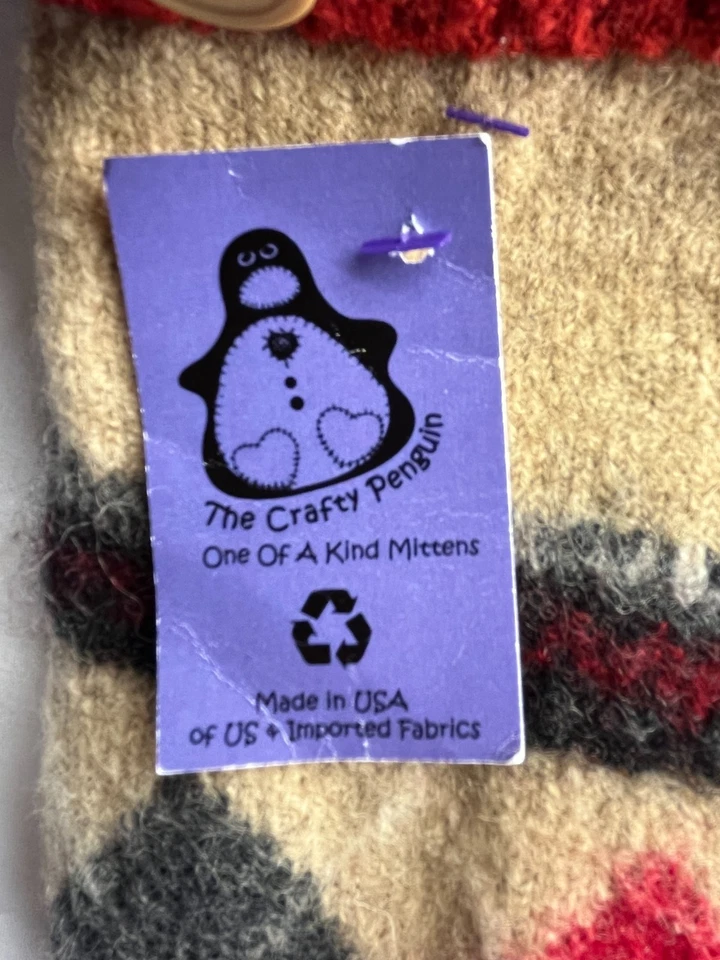 The Crafty Penguin
One Of A Kind Mittens
Made in USA
of US & Imported Fabrics